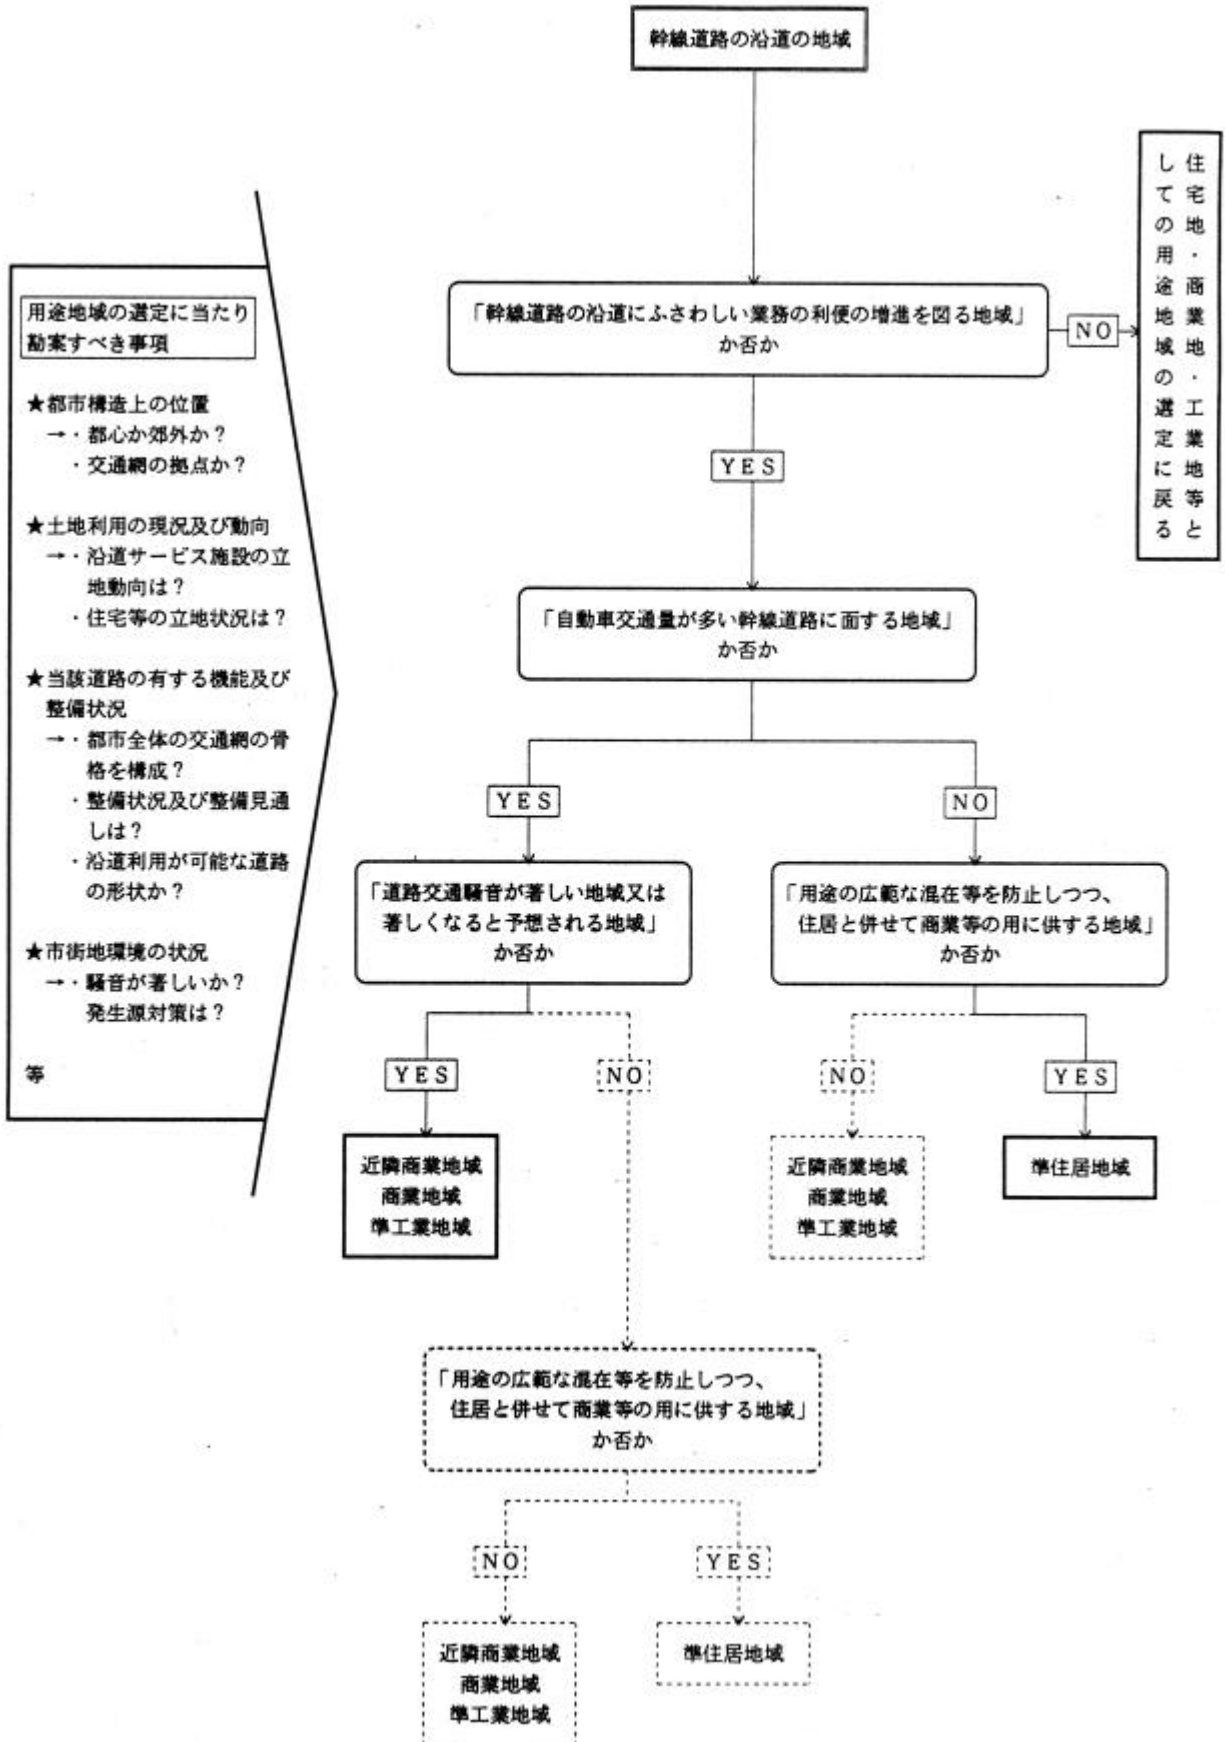 幹線道路の沿道の地域
住宅地・商業地・工業地等と
しての用途地域の選定に戻る
用途地域の選定に当たり
勘案すべき事項
★都市構造上の位置
→・都心か郊外か？
・交通網の拠点か？
★土地利用の現況及び動向
→・沿道サービス施設の立
地動向は？
・住宅等の立地状況は？
★当該道路の有する機能及び
整備状況
→・都市全体の交通網の骨
格を構成？
・整備状況及び整備見通
しは？
・沿道利用が可能な道路
の形状か？
★市街地環境の状況
→・騒音が著しいか？
発生源対策は？
等
「幹線道路の沿道にふさわしい業務の利便の増進を図る地域」
か否か
NO
YES
「自動車交通量が多い幹線道路に面する地域」
か否か
YES
NO
「道路交通騒音が著しい地域又は
著しくなると予想される地域」
か否か
「用途の広範な混在等を防止しつつ、
住居と併せて商業等の用に供する地域」
か否か
YES
NO
NO
YES
近隣商業地域
商業地域
準工業地域
近隣商業地域
商業地域
準工業地域
準住居地域
「用途の広範な混在等を防止しつつ、
住居と併せて商業等の用に供する地域」
か否か
NO
YES
近隣商業地域
商業地域
準工業地域
準住居地域